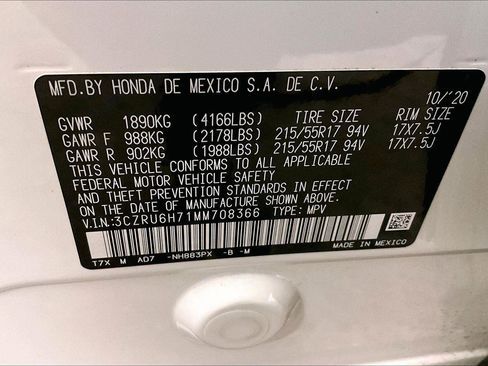 MFD.BY HONDA DE MEXICO S.A. DE C.V.
10/'20
GVWR 1890KG (4166LBS) TIRE SIZE RIM SIZE
GAWR F 988KG (2178LBS) 215/55R17 94V 17X7.5J
GAWR R 902KG (1988LBS) 215/55R17 94V 17X7.5J
THIS VEHICLE CONFORMS TO ALL APPLICABLE
FEDERAL MOTOR VEHICLE SAFETY
AND THEFT PREVENTION STANDARDS IN EFFECT
ON THE DATE OF MANUFACTURE SHOWN ABOVE.
V.I.N:3CZRU6H71MM708366 TYPE: MPV
MADE IN MEXICO
T7X M AD7 -NH883PX -B -M